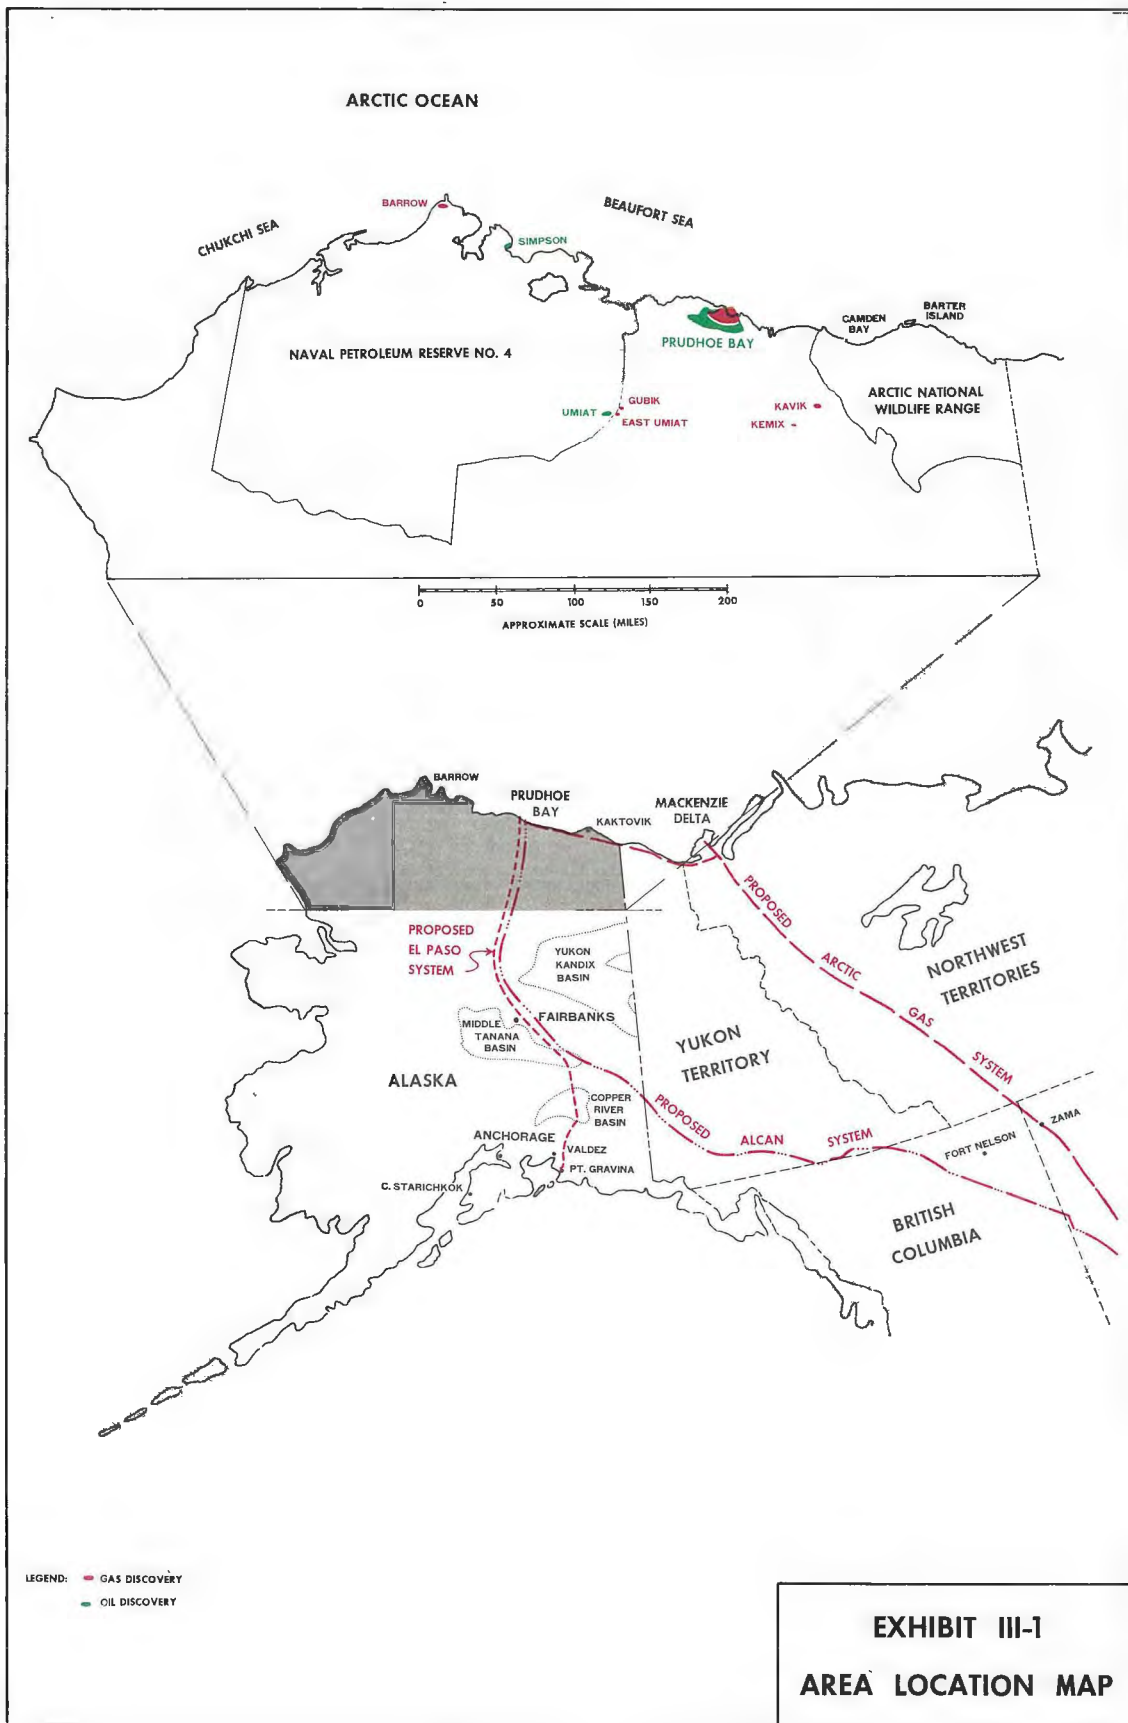 ARCTIC OCEAN
CHUKCHI SEA
BARROW
BEAUFORT SEA
SIMPSON
NAVAL PETROLEUM RESERVE NO. 4
PRUDHOE BAY
CAMDEN
BAY
BARTER
ISLAND
ARCTIC NATIONAL
WILDLIFE RANGE
UMIAT
GUBIK
EAST UMIAT
KAVIK
KEMIX
0 50 100 150 200
APPROXIMATE SCALE (MILES)
BARROW
PRUDHOE
BAY
KAKTOVIK
MACKENZIE
DELTA
PROPOSED
EL PASO
SYSTEM
YUKON
KANDIX
BASIN
PROPOSED ARCTIC GAS SYSTEM
NORTHWEST
TERRITORIES
FAIRBANKS
MIDDLE
TANANA
BASIN
YUKON
TERRITORY
ALASKA
COPPER
RIVER
BASIN
PROPOSED ALCAN SYSTEM
ZAMA
FORT NELSON
ANCHORAGE
VALDEZ
PT. GRAVINA
C. STARICHKOK
BRITISH
COLUMBIA
LEGEND: GAS DISCOVERY
OIL DISCOVERY
EXHIBIT III-1
AREA LOCATION MAP